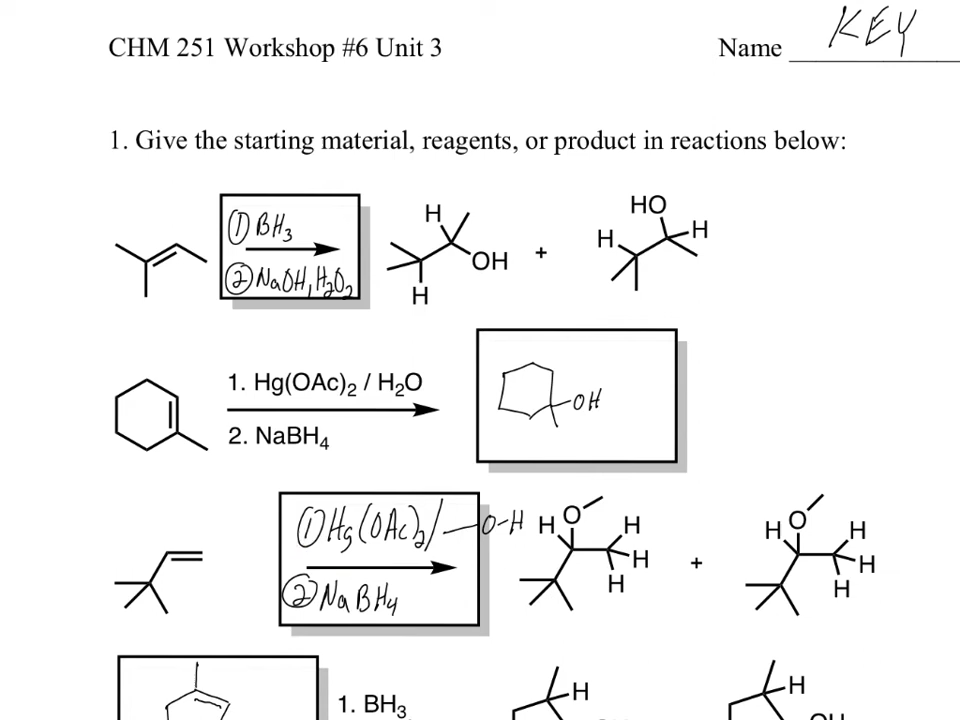 CHM 251 Workshop #6 Unit 3 Name KEY
1. Give the starting material, reagents, or product in reactions below:
① BH₃
② NaOH, H₂O₂
H
OH
H
+
HO
H
H
1. Hg(OAc)₂ / H₂O
2. NaBH₄
OH
① Hg(OAc)₂/ —O-H
② NaBH₄
H O H
H
H
+
H O H
H
H
1. BH₃
H
H
OH